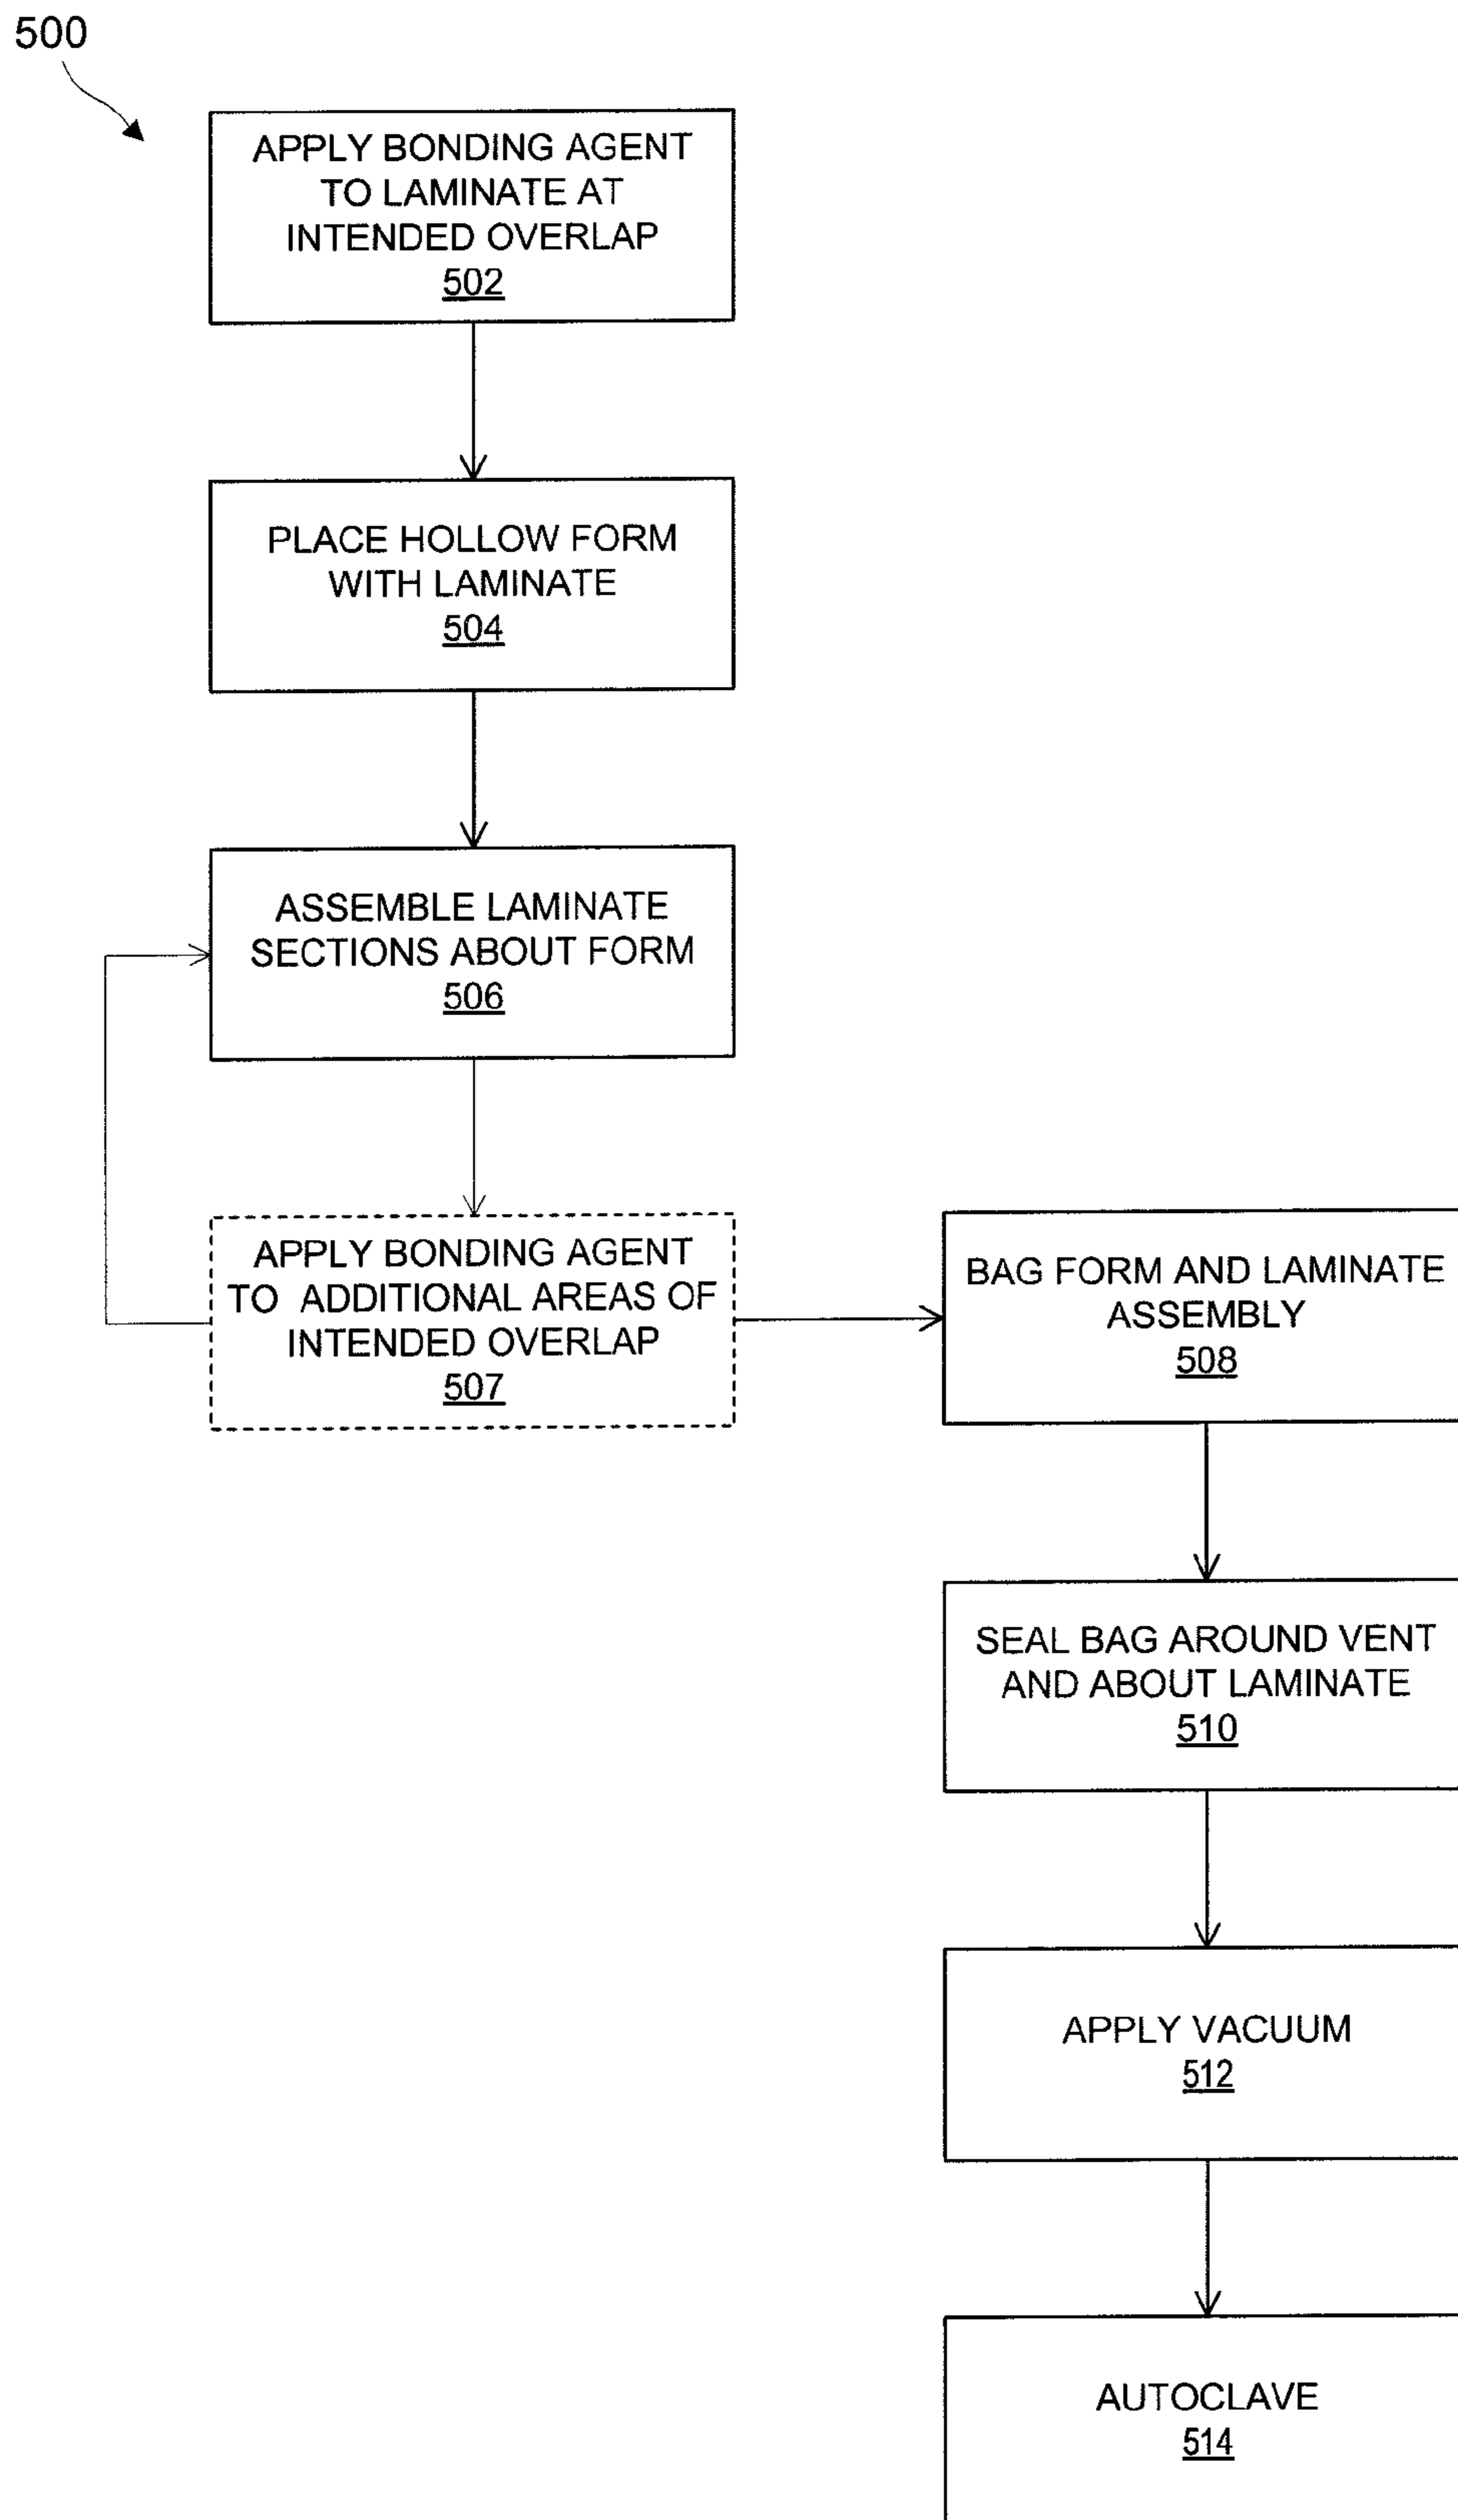 500
APPLY BONDING AGENT
TO LAMINATE AT
INTENDED OVERLAP
502
PLACE HOLLOW FORM
WITH LAMINATE
504
ASSEMBLE LAMINATE
SECTIONS ABOUT FORM
506
APPLY BONDING AGENT
TO ADDITIONAL AREAS OF
INTENDED OVERLAP
507
BAG FORM AND LAMINATE
ASSEMBLY
508
SEAL BAG AROUND VENT
AND ABOUT LAMINATE
510
APPLY VACUUM
512
AUTOCLAVE
514